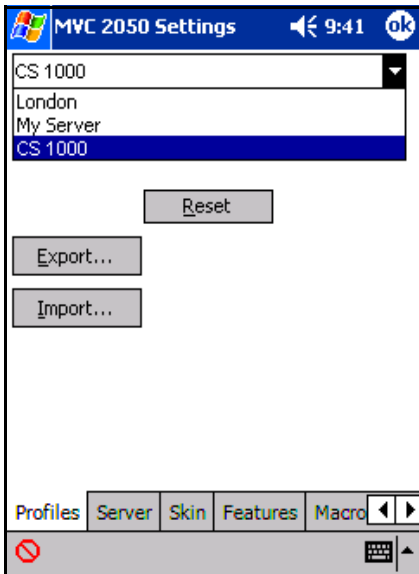 MVC 2050 Settings 9:41 ok
CS 1000
London
My Server
CS 1000
Reset
Export...
Import...
Profiles Server Skin Features Macro